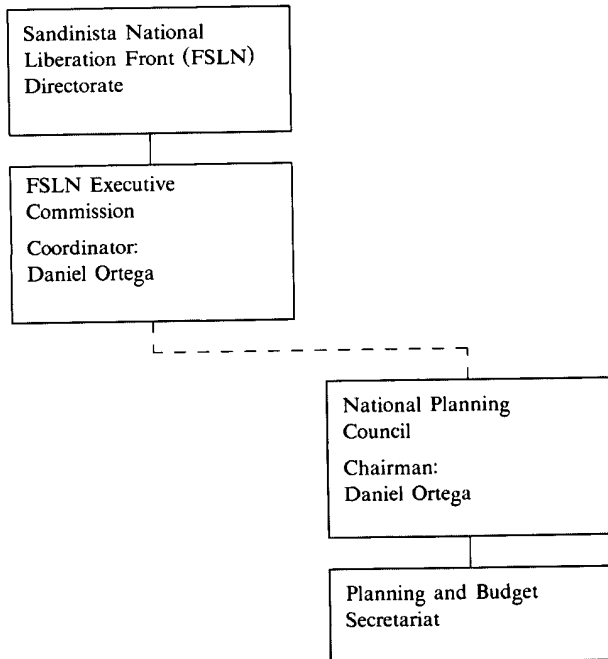 Sandinista National
Liberation Front (FSLN)
Directorate
FSLN Executive
Commission
Coordinator:
Daniel Ortega
National Planning
Council
Chairman:
Daniel Ortega
Planning and Budget
Secretariat